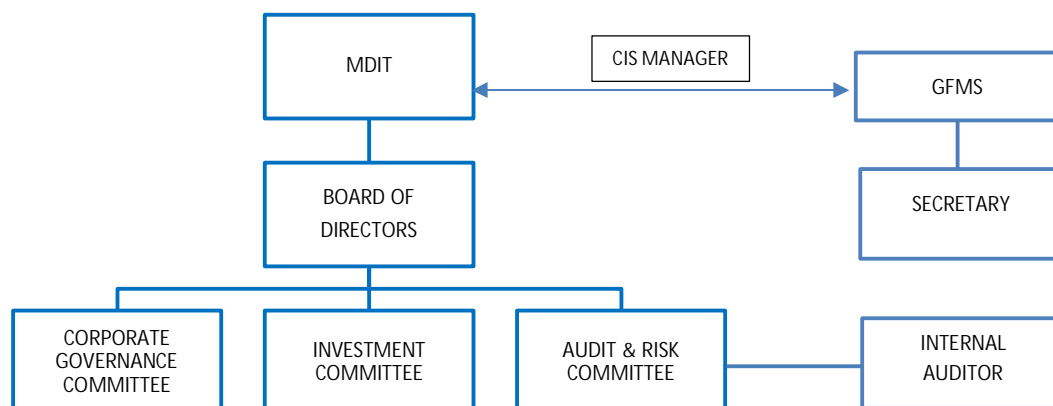 MDIT
CIS MANAGER
GFMS
BOARD OF
DIRECTORS
SECRETARY
CORPORATE
GOVERNANCE
COMMITTEE
INVESTMENT
COMMITTEE
AUDIT & RISK
COMMITTEE
INTERNAL
AUDITOR